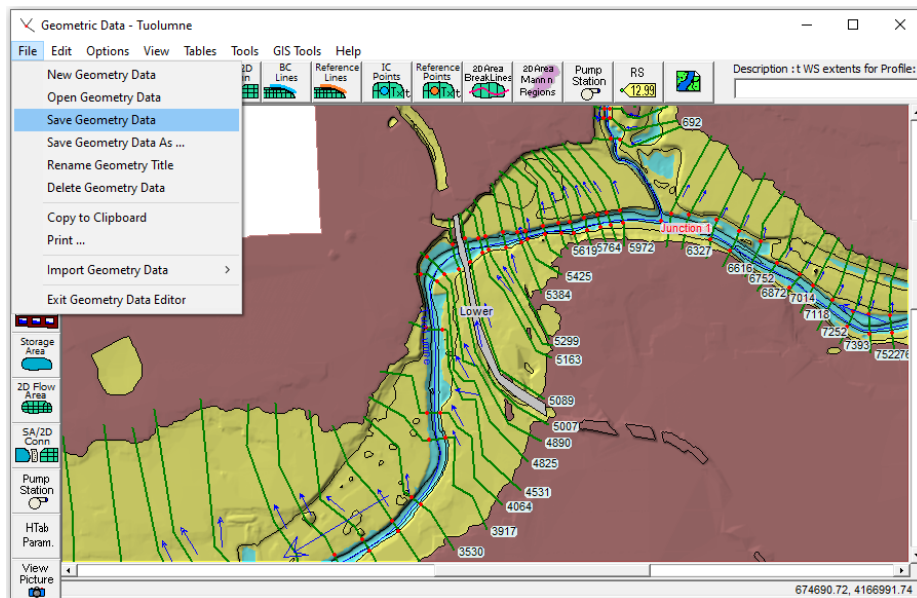 Geometric Data - Tuolumne
File Edit Options View Tables Tools GIS Tools Help
New Geometry Data
Open Geometry Data
Save Geometry Data
Save Geometry Data As ...
Rename Geometry Title
Delete Geometry Data
Copy to Clipboard
Print ...
Import Geometry Data
Exit Geometry Data Editor
BC
Lines
Reference
Lines
IC
Points
Reference
Points
2D Area
BreakLines
2D Area
Mann n
Regions
Pump
Station
RS
12.99
Description : t WS extents for Profile:
Storage
Area
2D Flow
Area
SA/2D
Conn
Pump
Station
HTab
Param.
View
Picture
692
Junction 1
5619
5764
5972
6327
6616
6752
6872
7014
7118
7252
7393
5425
5384
Lower
5299
5163
5089
5007
4890
4825
4531
4064
3917
3530
674690.72, 4166991.74